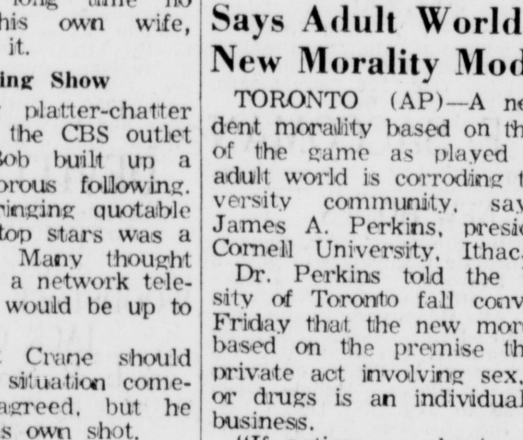 long time no
his own wife,
it.
ing Show
platter-chatter
the CBS outlet
Bob built up a
orous following.
ringing quotable
top stars was a
Many thought
a network tele-
would be up to
Crane should
situation come-
agreed, but he
s own shot.
Says Adult World
New Morality Mod
TORONTO (AP)—A ne
dent morality based on th
of the game as played
adult world is corroding t
versity community, say
James A. Perkins, presid
Cornell University, Ithac
Dr. Perkins told the
sity of Toronto fall conv
Friday that the new mor
based on the premise th
private act involving sex,
or drugs is an individual
business.